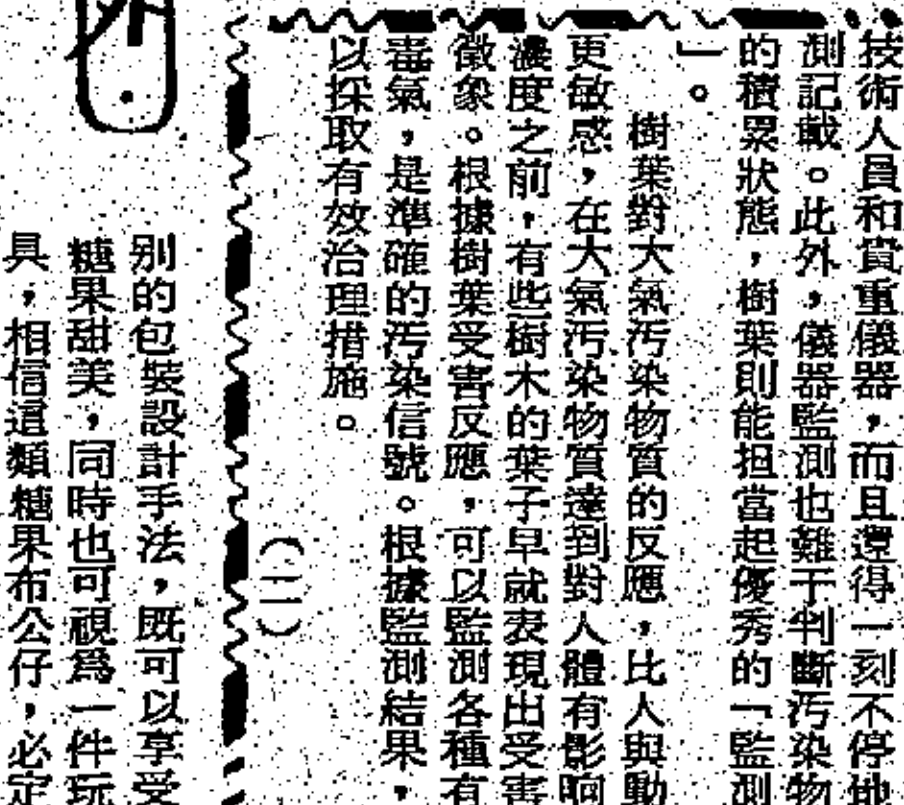 技術人員和貴重儀器，而且還得一刻不停地
測記載。此外，儀器監測也難于判斷污染物
的積累狀態，樹葉則能担當起優秀的「監測
」。
樹葉對大氣污染物質的反應，比人與動
更敏感，在大氣污染物質達到對人體有影响
濃度之前，有些樹木的葉子早就表現出受害
徵象。根據樹葉受害反應，可以監測各種有
毒氣，是準確的污染信號。根據監測結果，
以採取有效治理措施。
（二）
別的包裝設計手法，既可以享受
糖果甜美，同時也可視爲一件玩
具，相信這類糖果布公仔，必定